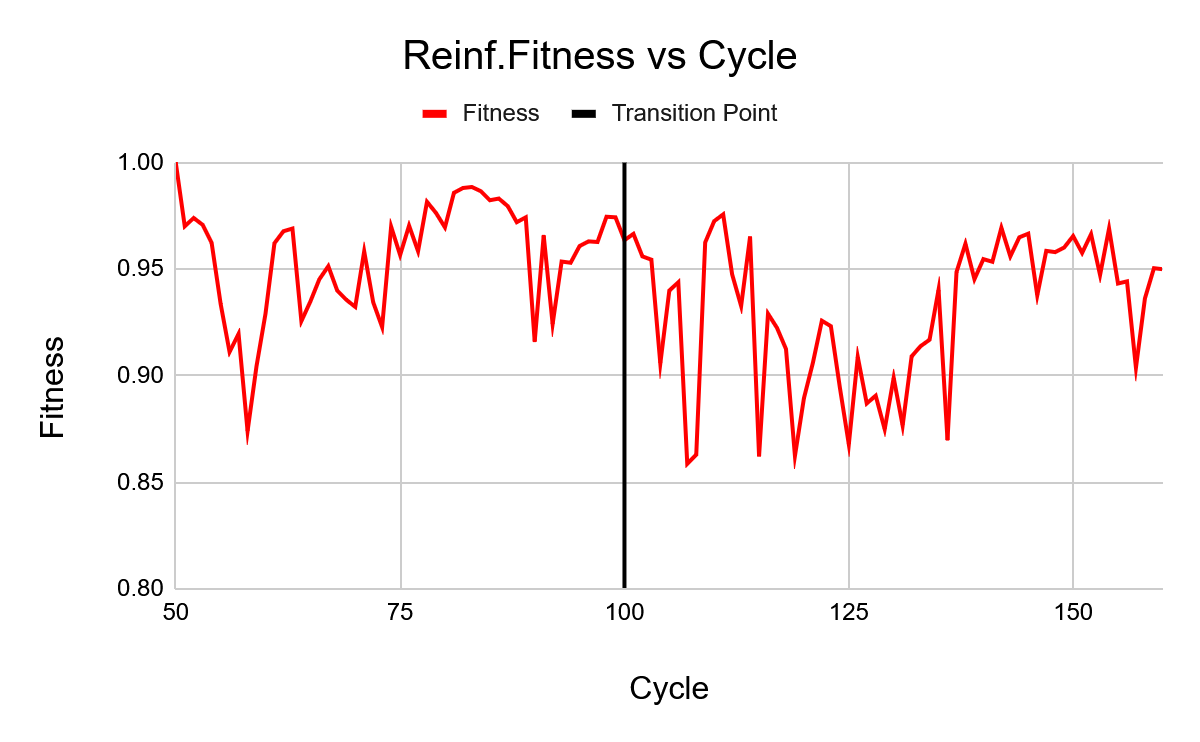 Reinf.Fitness vs Cycle
Fitness
Transition Point
1.00
0.95
0.90
0.85
0.80
Fitness
50
75
100
125
150
Cycle